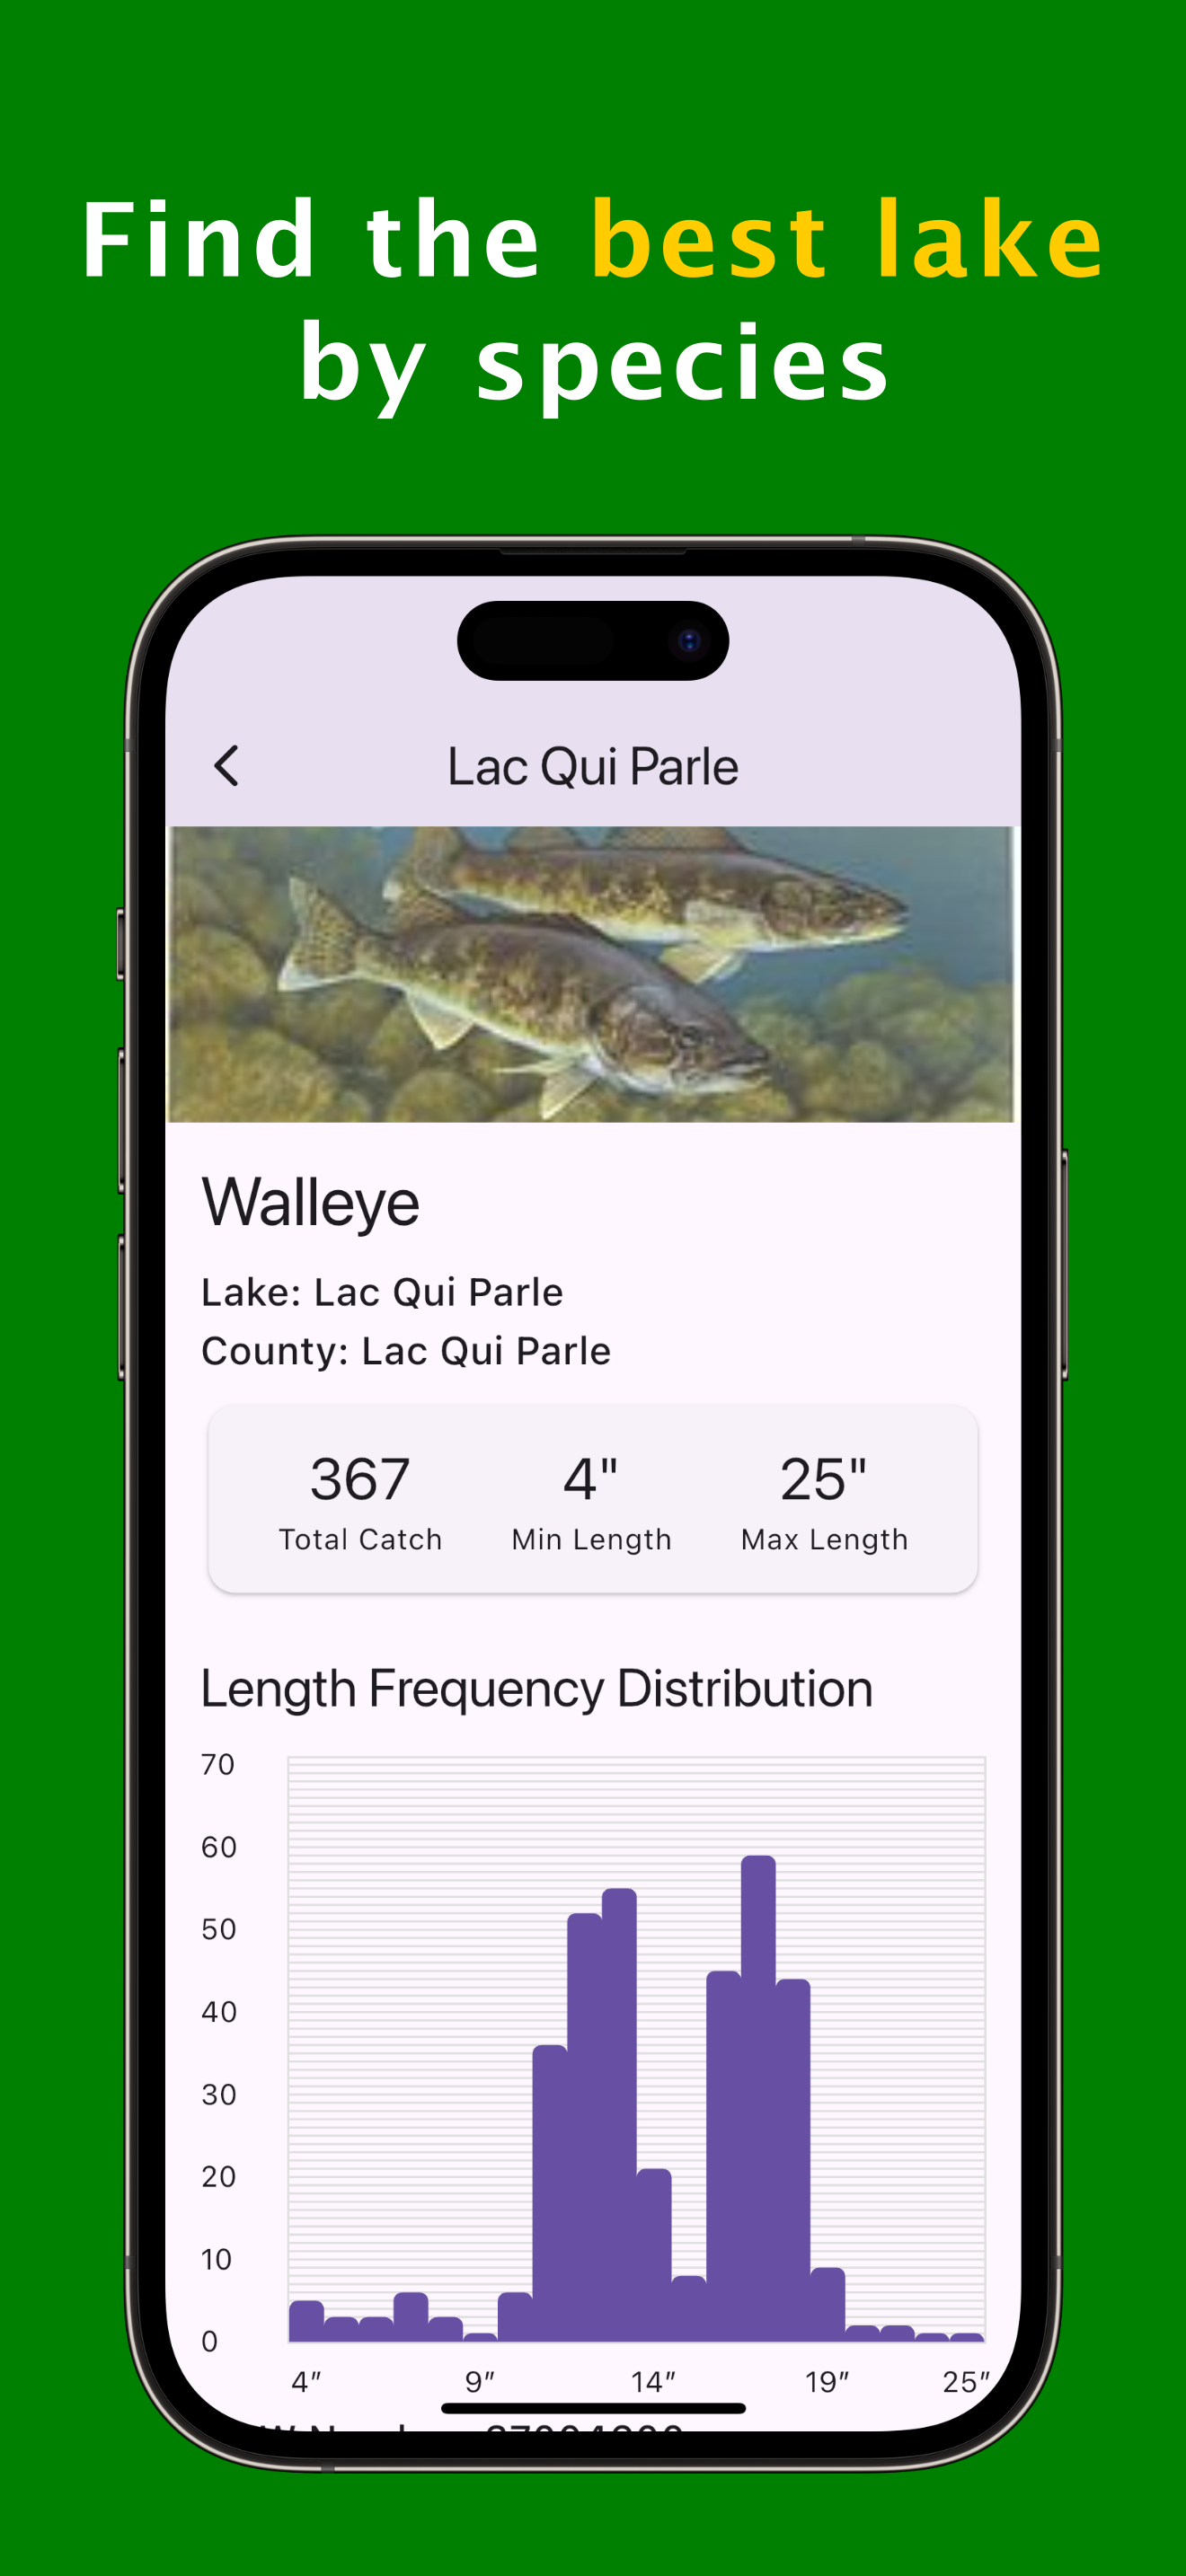 Find the best lake
by species
Lac Qui Parle
Walleye
Lake: Lac Qui Parle
County: Lac Qui Parle
367 4" 25"
Total Catch Min Length Max Length
Length Frequency Distribution
70
60
50
40
30
20
10
0
4″ 9″ 14″ 19″ 25″